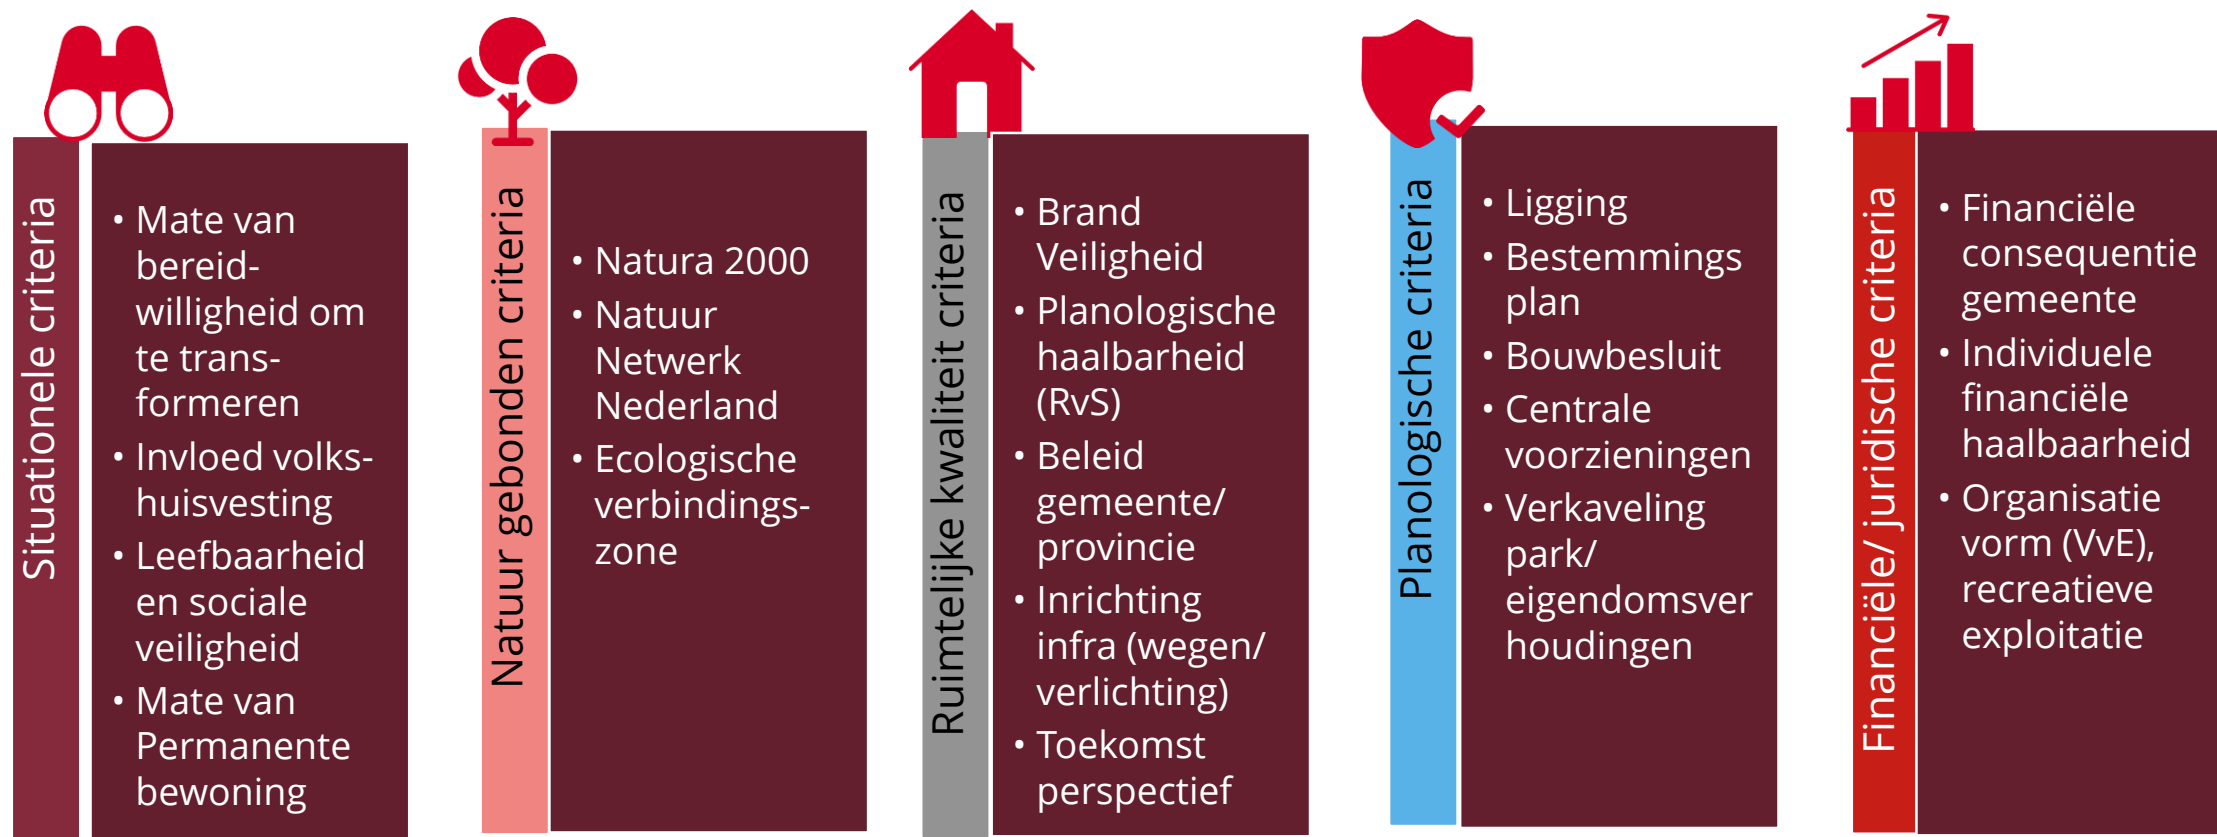 Situationele criteria
• Mate van
bereid-
willigheid om
te trans-
formeren
• Invloed volks-
huisvesting
• Leefbaarheid
en sociale
veiligheid
• Mate van
Permanente
bewoning
Natuur gebonden criteria
• Natura 2000
• Natuur
Netwerk
Nederland
• Ecologische
verbindings-
zone
Ruimtelijke kwaliteit criteria
• Brand
Veiligheid
• Planologische
haalbarheid
(RvS)
• Beleid
gemeente/
provincie
• Inrichting
infra (wegen/
verlichting)
• Toekomst
perspectief
Planologische criteria
• Ligging
• Bestemmings
plan
• Bouwbesluit
• Centrale
voorzieningen
• Verkaveling
park/
eigendomsver
houdingen
Financiële/ juridische criteria
• Financiële
consequentie
gemeente
• Individuele
financiële
haalbaarheid
• Organisatie
vorm (VvE),
recreatieve
exploitatie